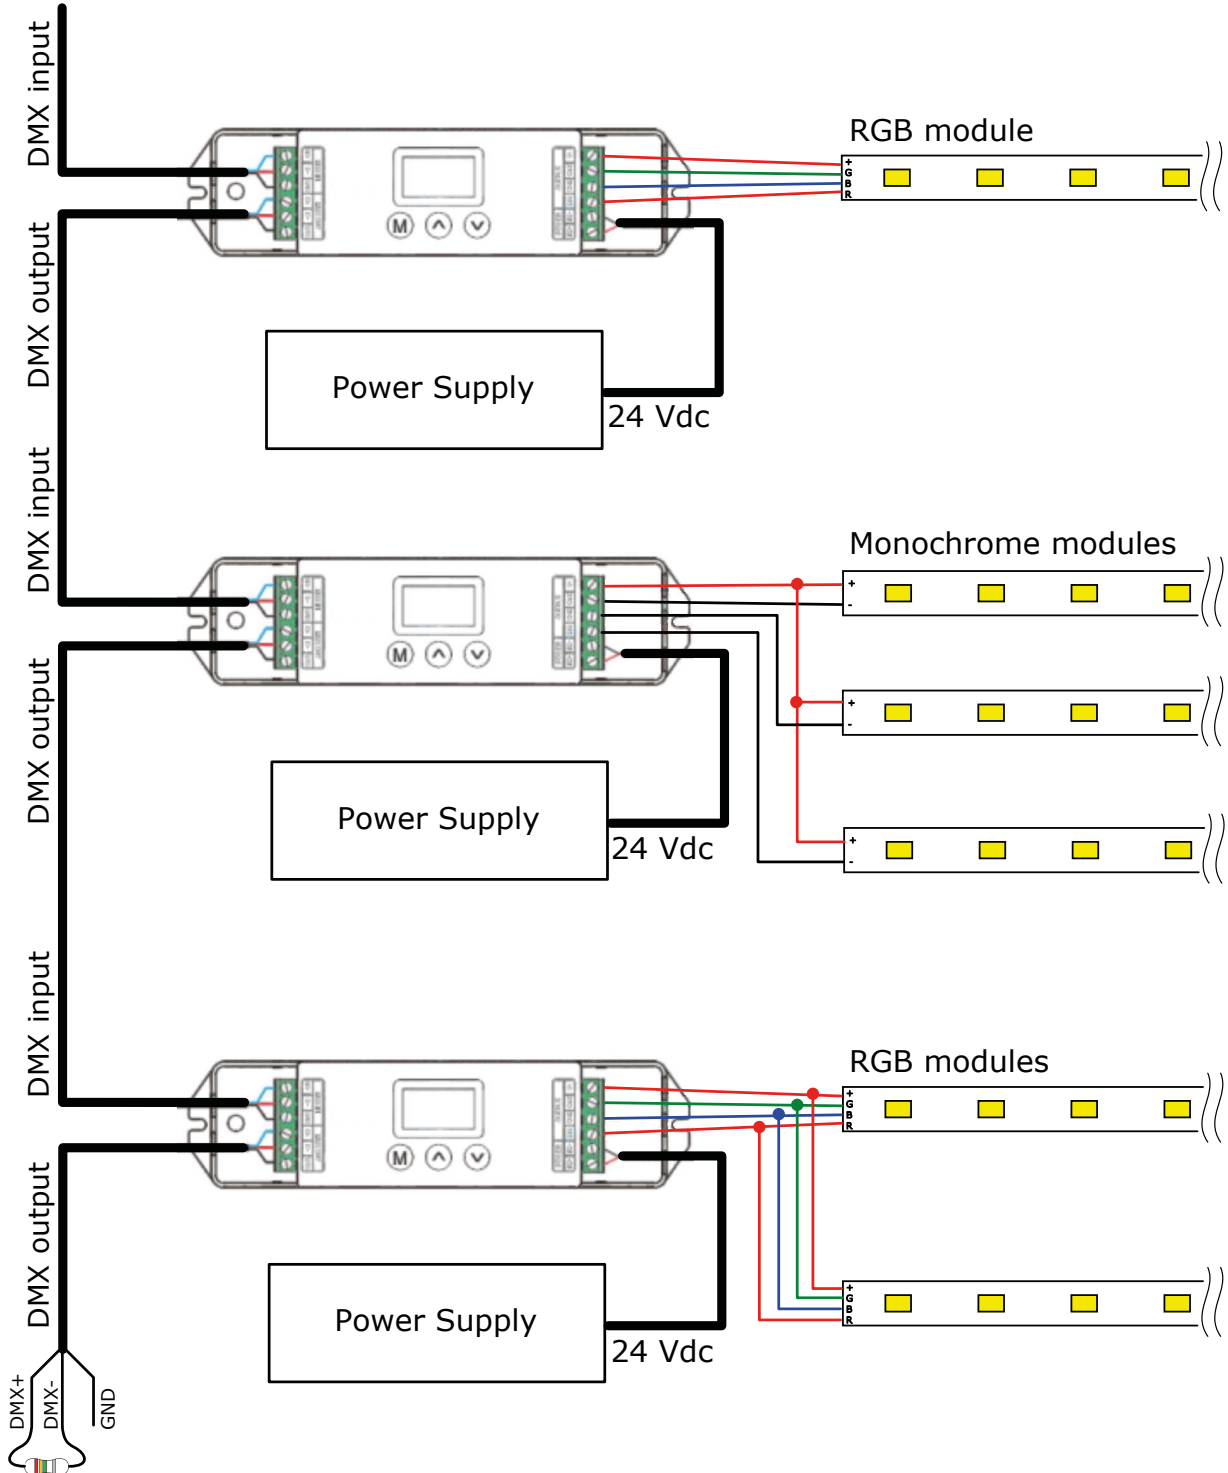 DMX input
RGB module
+
G
B
R
M
DMX output
Power Supply
24 Vdc
DMX input
Monochrome modules
+
-
M
+
-
DMX output
Power Supply
24 Vdc
+
-
DMX input
RGB modules
+
G
B
R
M
DMX output
Power Supply
24 Vdc
+
G
B
R
DMX+
DMX-
GND